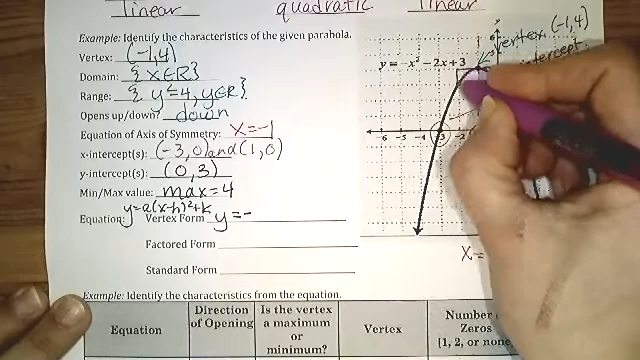 linear quadratic linear
Example: Identify the characteristics of the given parabola.
Vertex: (-1,4)
Domain: { x∈R}
Range: { y≤4, y∈R}
Opens up/down? down
Equation of Axis of Symmetry: x=-1
x-intercept(s): (-3,0) and (1,0)
y-intercept(s): (0,3)
Min/Max value: max=4
y=a(x-h)²+k
Equation: Vertex Form y=-
Factored Form
Standard Form
vertex (-1,4)
intercept
y = -x² - 2x + 3
-6 -5 -4 -3 -2
x=
Example: Identify the characteristics from the equation.
Equation
Direction of Opening
Is the vertex a maximum or minimum?
Vertex
Number Zeros [1, 2, or none